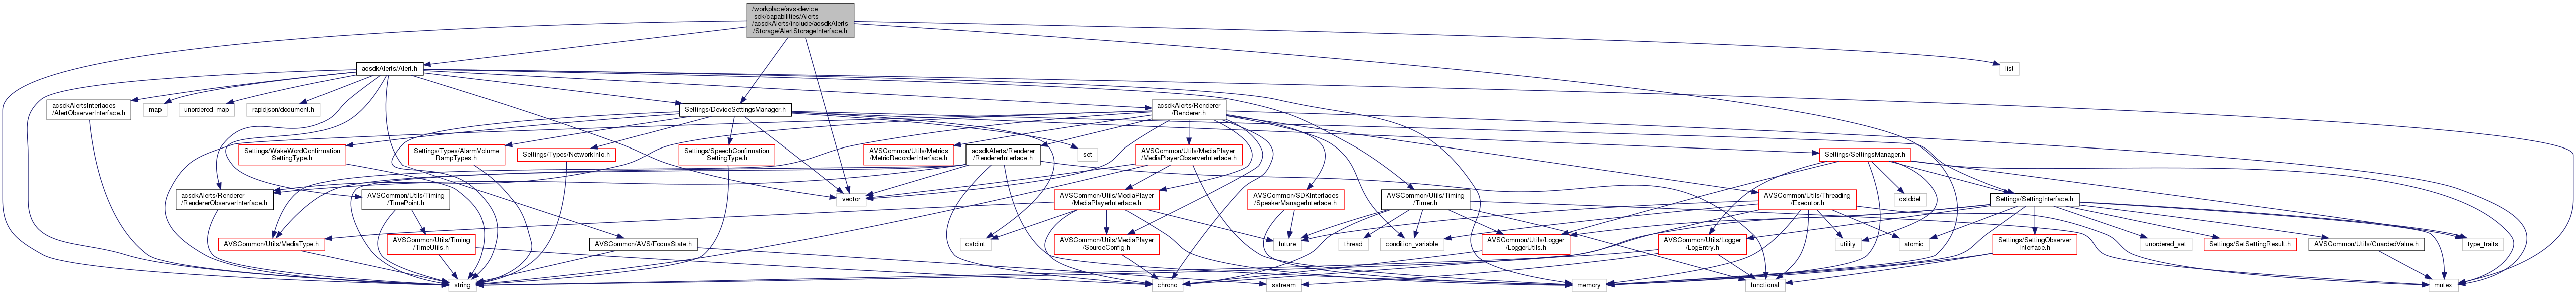 /workplace/avs-device
-sdk/capabilities/Alerts
/acsdkAlerts/include/acsdkAlerts
/Storage/AlertStorageInterface.h
acsdkAlerts/Alert.h
list
acsdkAlertsInterfaces
/AlertObserverInterface.h
map
unordered_map
rapidjson/document.h
Settings/DeviceSettingsManager.h
acsdkAlerts/Renderer
/Renderer.h
Settings/WakeWordConfirmation
SettingType.h
Settings/Types/AlarmVolume
RampTypes.h
Settings/Types/NetworkInfo.h
Settings/SpeechConfirmation
SettingType.h
AVSCommon/Utils/Metrics
/MetricRecorderInterface.h
acsdkAlerts/Renderer
/RendererInterface.h
set
AVSCommon/Utils/MediaPlayer
/MediaPlayerObserverInterface.h
Settings/SettingsManager.h
acsdkAlerts/Renderer
/RendererObserverInterface.h
AVSCommon/Utils/Timing
/TimePoint.h
vector
AVSCommon/Utils/MediaPlayer
/MediaPlayerInterface.h
AVSCommon/SDKInterfaces
/SpeakerManagerInterface.h
AVSCommon/Utils/Timing
/Timer.h
AVSCommon/Utils/Threading
/Executor.h
cstddef
Settings/SettingInterface.h
AVSCommon/Utils/MediaType.h
AVSCommon/Utils/Timing
/TimeUtils.h
AVSCommon/AVS/FocusState.h
cstdint
AVSCommon/Utils/MediaPlayer
/SourceConfig.h
future
thread
condition_variable
AVSCommon/Utils/Logger
/LoggerUtils.h
AVSCommon/Utils/Logger
/LogEntry.h
utility
atomic
Settings/SettingObserver
Interface.h
unordered_set
Settings/SetSettingResult.h
AVSCommon/Utils/GuardedValue.h
type_traits
string
chrono
sstream
memory
functional
mutex